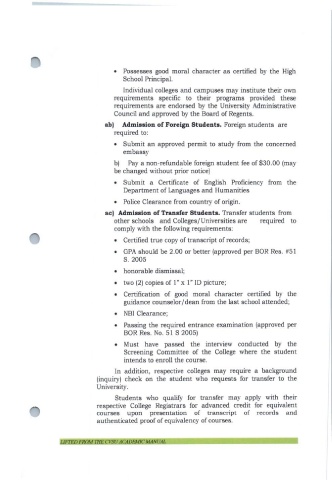 • Possesses good moral character as certified by the High
School Principal.
Individual colleges and campuses may institute their own
requirements specific to their programs provided these
requirements are endorsed by the University Administrative
Council and approved by the Board of Regents.
ab) Admission of Foreign Students. Foreign students are
required to:
• Submit an approved permit to study from the concerned
embassy
b) Pay a non-refundable foreign student fee of $30.00 (may
be changed without prior notice)
• Submit a Certificate of English Proficiency from the
Department of Languages and Humanities
• Police Clearance from country of origin.
ac) Admission of Transfer Students. Transfer students from
other schools and Colleges/Universities are required to
comply with the following requirements:
• Certified true copy of transcript of records;
• GPA should be 2.00 or better (approved per BOR Res. #51
S. 2005
• honorable dismissal;
• two (2) copies of 1" x 1" ID picture;
• Certification of good moral character certified by the
guidance counselor/dean from the last school attended;
• NBI Clearance;
• Passing the required entrance examination (approved per
BOR Res. No. 51 S 2005)
• Must have passed the interview conducted by the
Screening Committee of the College where the student
intends to enroll the course.
In addition, respective colleges may require a background
(inquiry) check on the student who requests for transfer to the
University.
Students who qualify for transfer may apply with their
respective College Registrars for advanced credit for equivalent
courses upon presentation of transcript of records and
authenticated proof of equivalency of courses.
LIFTED FROM THE CVSU ACADEMIC MANUAL